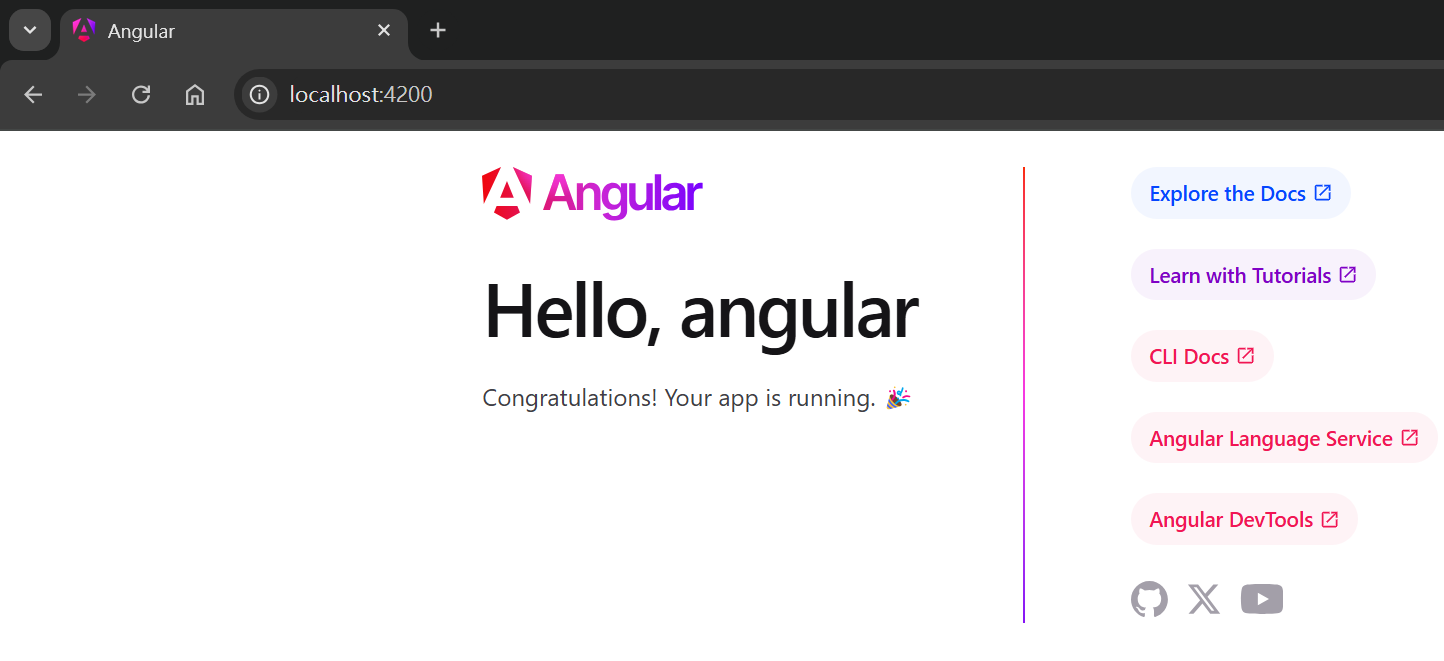 Angular
localhost:4200
Angular
Hello, angular
Congratulations! Your app is running. 🎉
Explore the Docs
Learn with Tutorials
CLI Docs
Angular Language Service
Angular DevTools